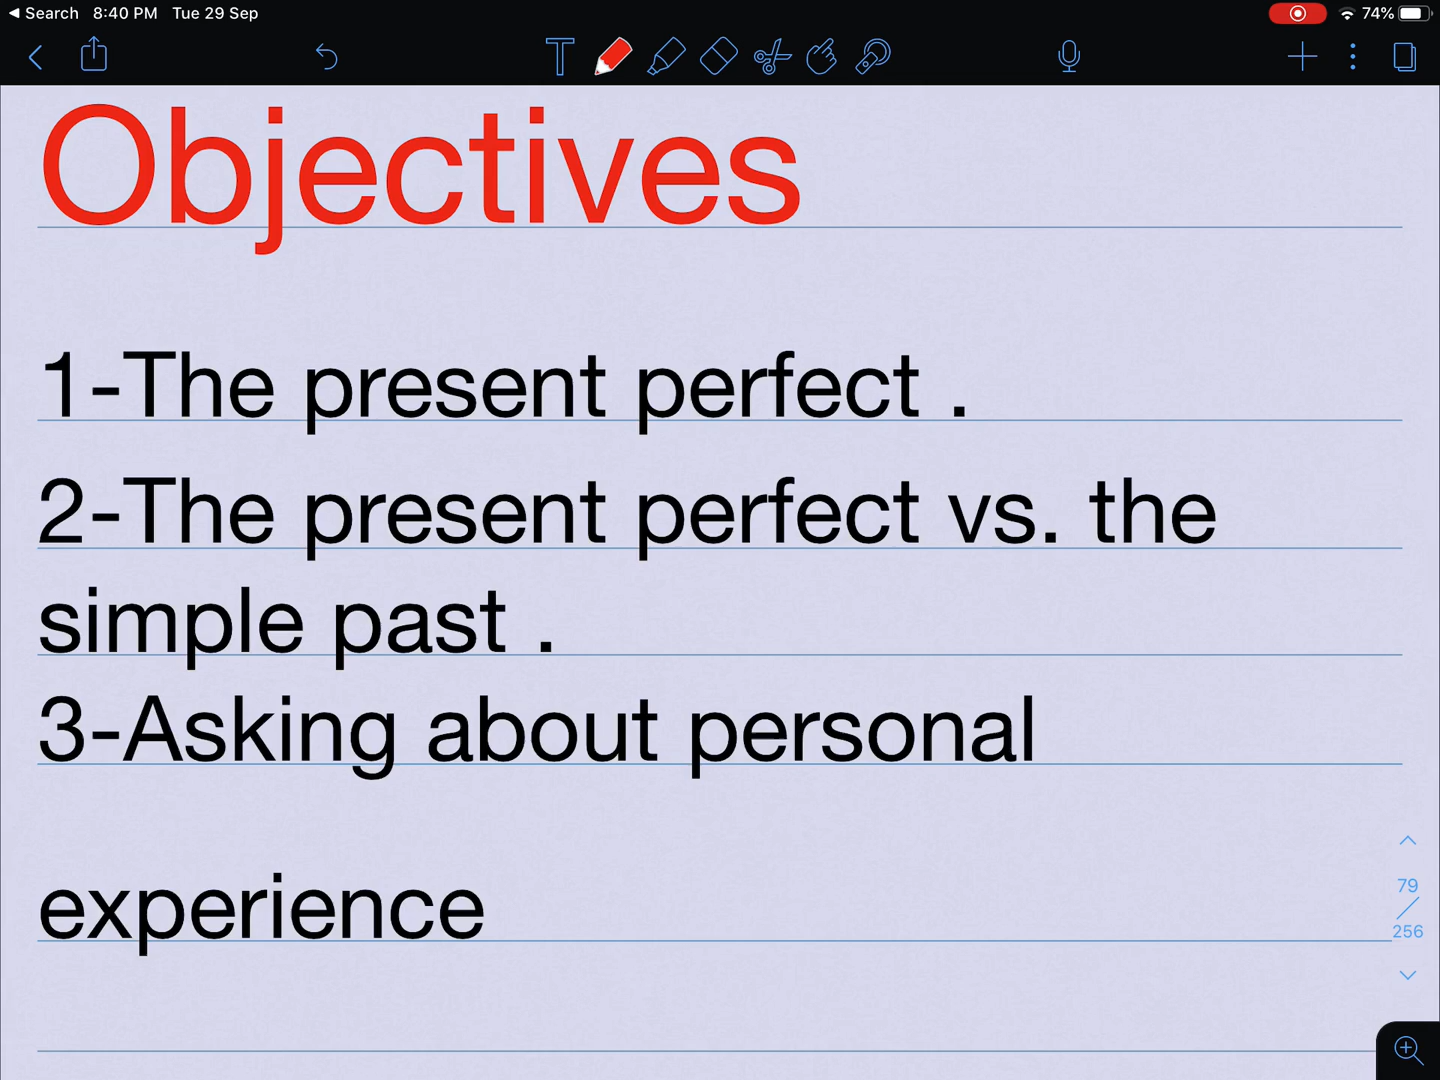 Search 8:40 PM Tue 29 Sep 74%
Objectives
1-The present perfect .
2-The present perfect vs. the
simple past .
3-Asking about personal
experience
79
256